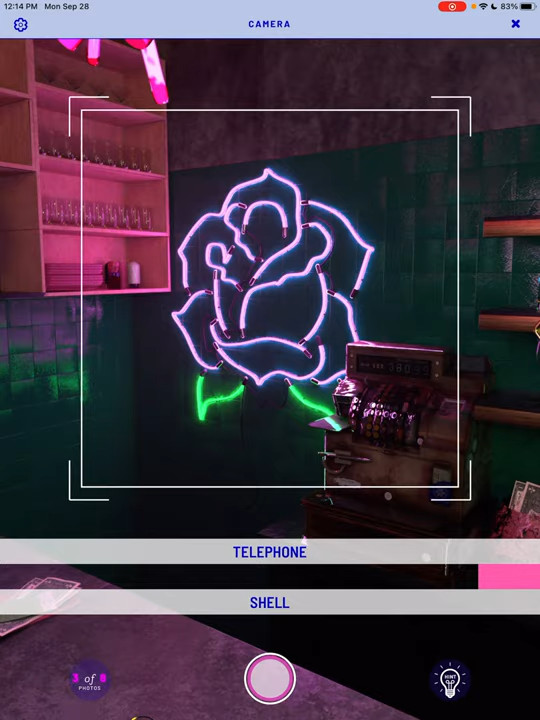 12:14 PM Mon Sep 28
83%
CAMERA
TELEPHONE
SHELL
3 of 8
PHOTOS
HINT